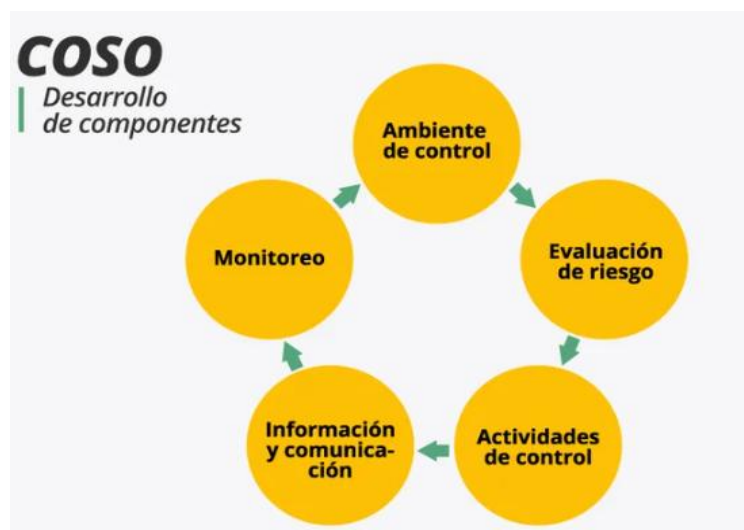 COSO
Desarrollo
de componentes
Ambiente
de control
Evaluación
de riesgo
Actividades
de control
Información
y comunica-
ción
Monitoreo